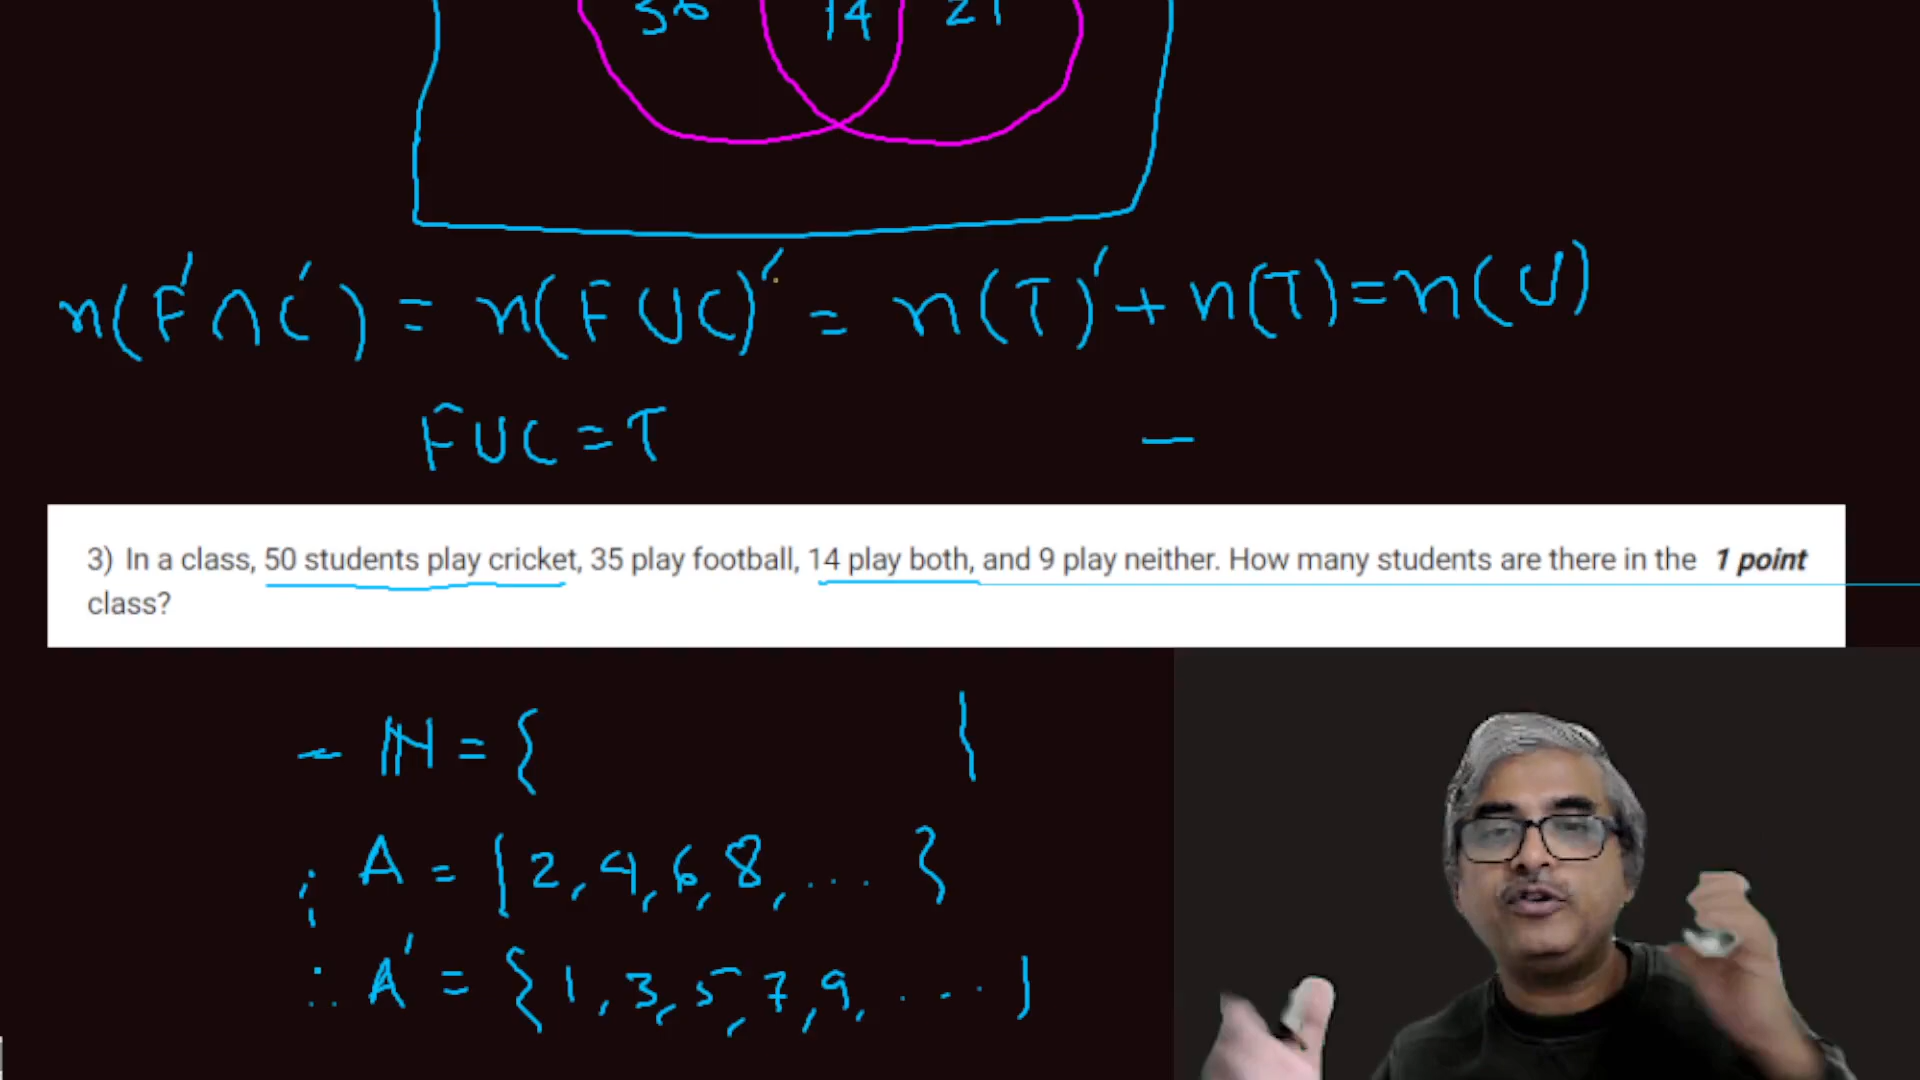 36 14 21
n(F'∩C') = n(F∪C)' = n(T)' + n(T) = n(U)
F∪C = T —
3) In a class, 50 students play cricket, 35 play football, 14 play both, and 9 play neither. How many students are there in the 1 point
class?
N = { }
; A = {2, 4, 6, 8, .... }
∴ A' = {1, 3, 5, 7, 9, ..... }